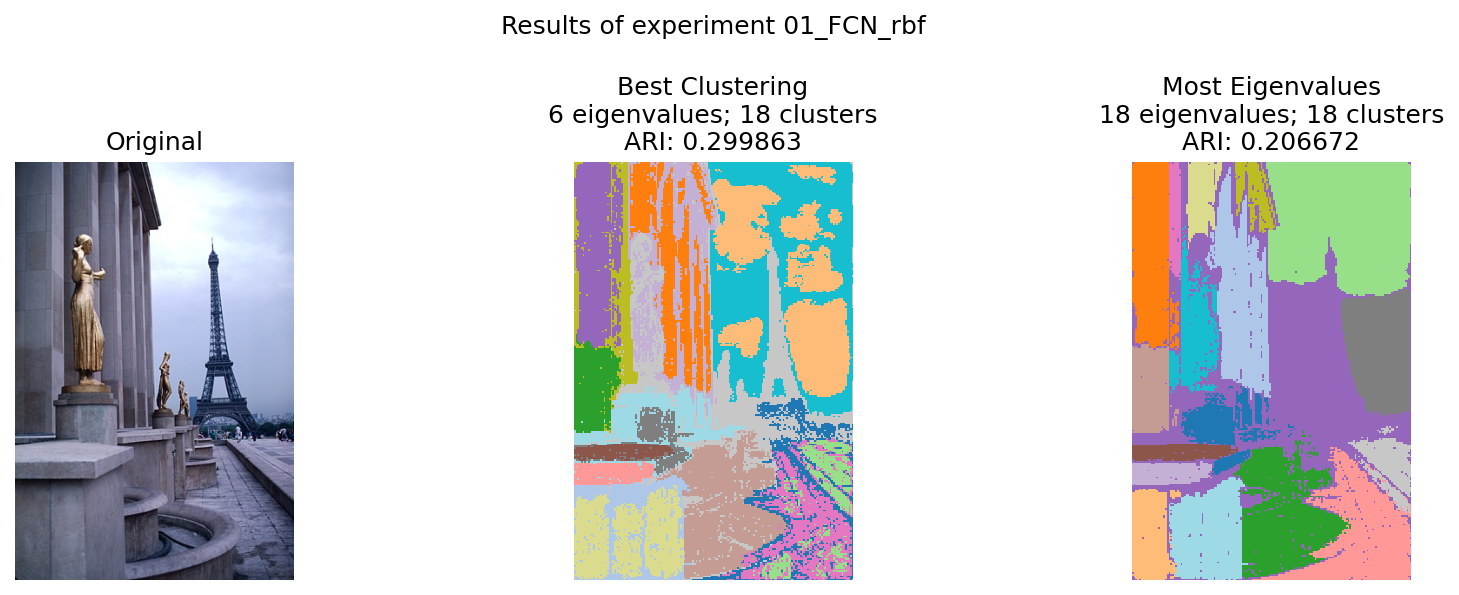 Results of experiment 01_FCN_rbf
Original
Best Clustering
6 eigenvalues; 18 clusters
ARI: 0.299863
Most Eigenvalues
18 eigenvalues; 18 clusters
ARI: 0.206672